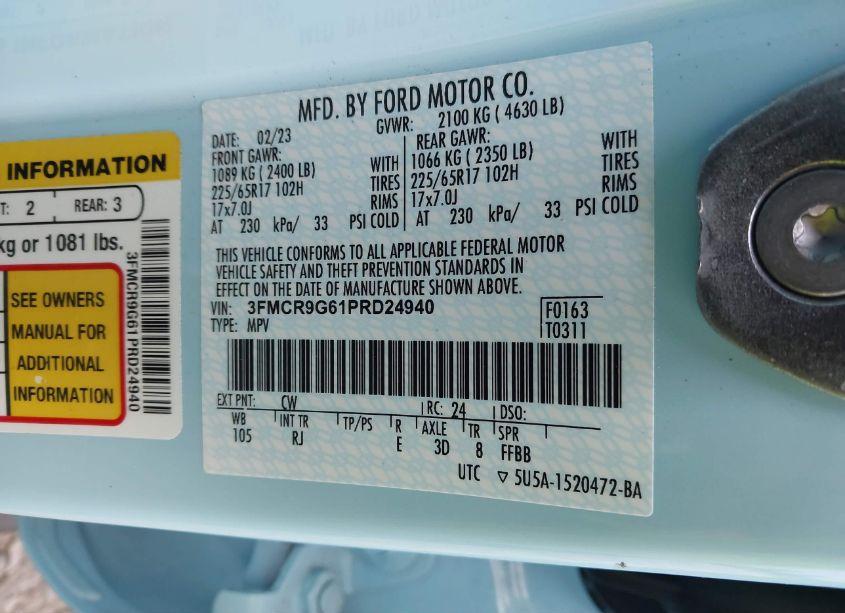 INFORMATION
T: 2 REAR: 3
kg or 1081 lbs.
SEE OWNERS
MANUAL FOR
ADDITIONAL
INFORMATION
3FMCR9G61PRD24940
MFD. BY FORD MOTOR CO.
DATE: 02/23 GVWR: 2100 KG ( 4630 LB)
FRONT GAWR: REAR GAWR:
1089 KG ( 2400 LB) WITH 1066 KG ( 2350 LB) WITH
225/65R17 102H TIRES 225/65R17 102H TIRES
17x7.0J RIMS 17x7.0J RIMS
AT 230 kPa/ 33 PSI COLD AT 230 kPa/ 33 PSI COLD
THIS VEHICLE CONFORMS TO ALL APPLICABLE FEDERAL MOTOR
VEHICLE SAFETY AND THEFT PREVENTION STANDARDS IN
EFFECT ON THE DATE OF MANUFACTURE SHOWN ABOVE.
VIN: 3FMCR9G61PRD24940 F0163
TYPE: MPV T0311
EXT PNT: CW RC: 24 DSO:
WB INT TR TP/PS R AXLE TR SPR
105 RJ E 3D 8 FFBB
UTC ▽ 5U5A-1520472-BA